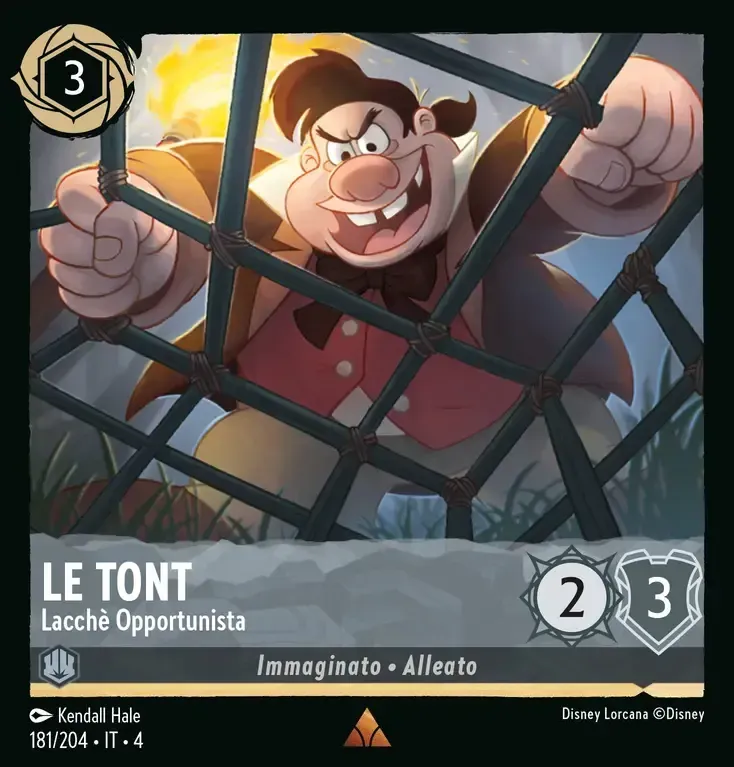 3
LE TONT
Lacchè Opportunista
2
3
Immaginato • Alleato
Kendall Hale
Disney Lorcana ©Disney
181/204 • IT • 4